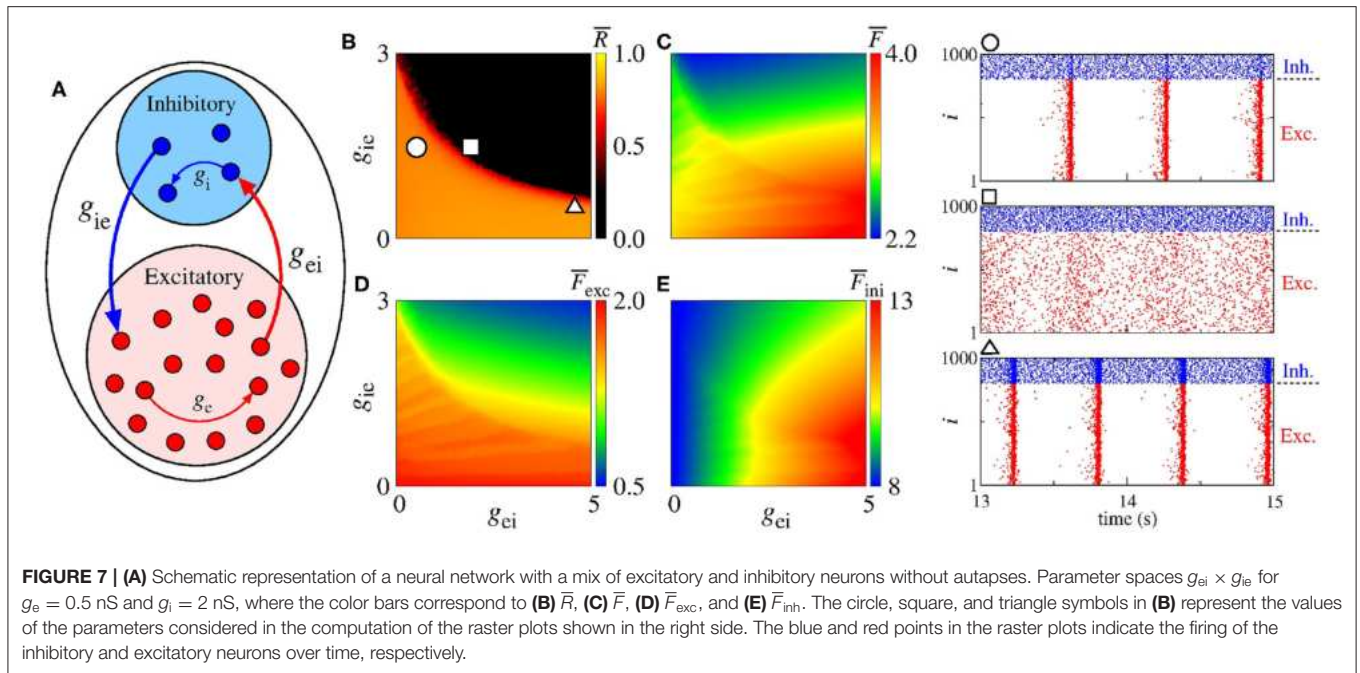 A
Inhibitory
g_i
g_ie
g_ei
Excitatory
g_e
B
R̅
3
g_ie
0
1.0
0.5
0.0
C
F̅
4.0
2.2
D
F̅_exc
3
g_ie
0
0
g_ei
5
2.0
0.5
E
F̅_ini
0
g_ei
5
13
8
1000
i
1
Inh.
Exc.
1000
i
1
Inh.
Exc.
1000
i
1
Inh.
Exc.
13
14
15
time (s)
FIGURE 7 | (A) Schematic representation of a neural network with a mix of excitatory and inhibitory neurons without autapses. Parameter spaces g_ei × g_ie for
g_e = 0.5 nS and g_i = 2 nS, where the color bars correspond to (B) R̅, (C) F̅, (D) F̅_exc, and (E) F̅_inh. The circle, square, and triangle symbols in (B) represent the values
of the parameters considered in the computation of the raster plots shown in the right side. The blue and red points in the raster plots indicate the firing of the
inhibitory and excitatory neurons over time, respectively.